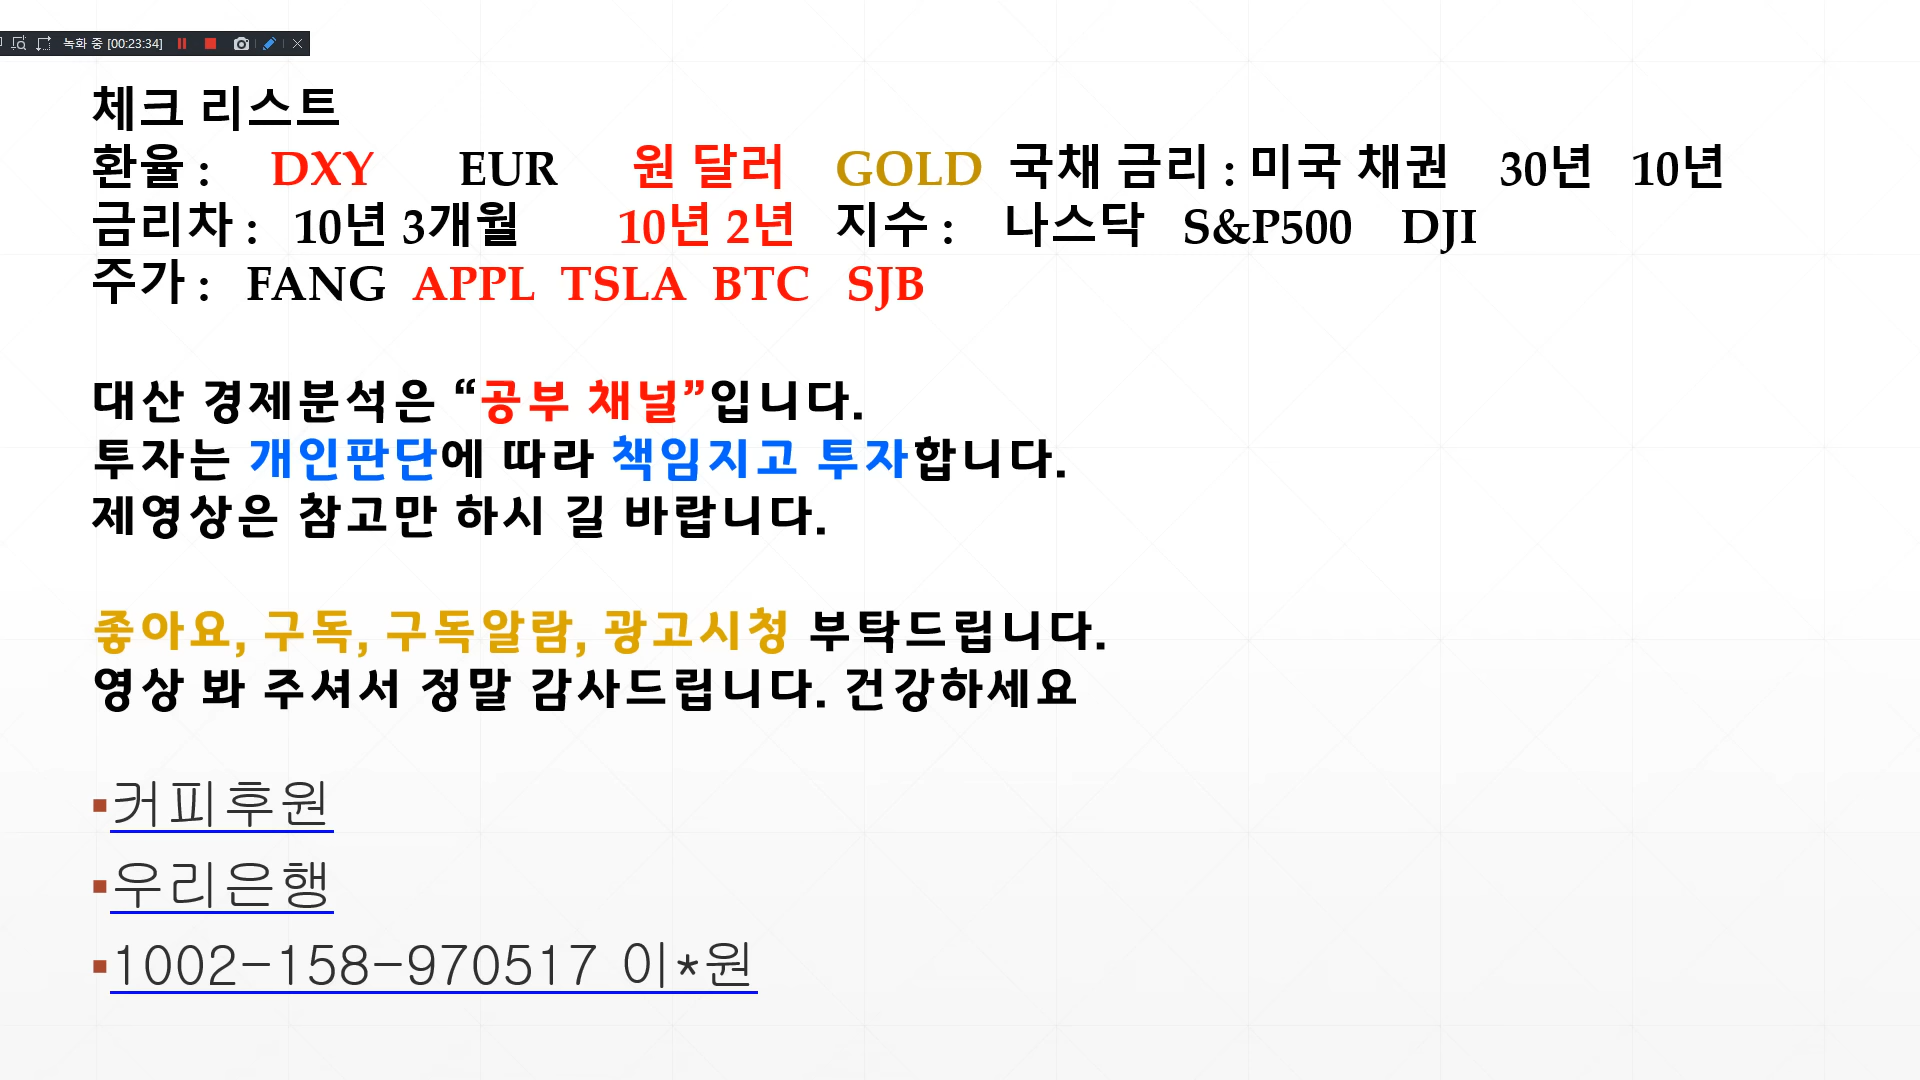 녹화 중 [00:23:34]
체크 리스트
환율 : DXY EUR 원 달러 GOLD 국채 금리 : 미국 채권 30년 10년
금리차 : 10년 3개월 10년 2년 지수 : 나스닥 S&P500 DJI
주가 : FANG APPL TSLA BTC SJB
대산 경제분석은 “공부 채널”입니다.
투자는 개인판단에 따라 책임지고 투자합니다.
제영상은 참고만 하시 길 바랍니다.
좋아요, 구독, 구독알람, 광고시청 부탁드립니다.
영상 봐 주셔서 정말 감사드립니다. 건강하세요
▪커피후원
▪우리은행
▪1002-158-970517 이*원